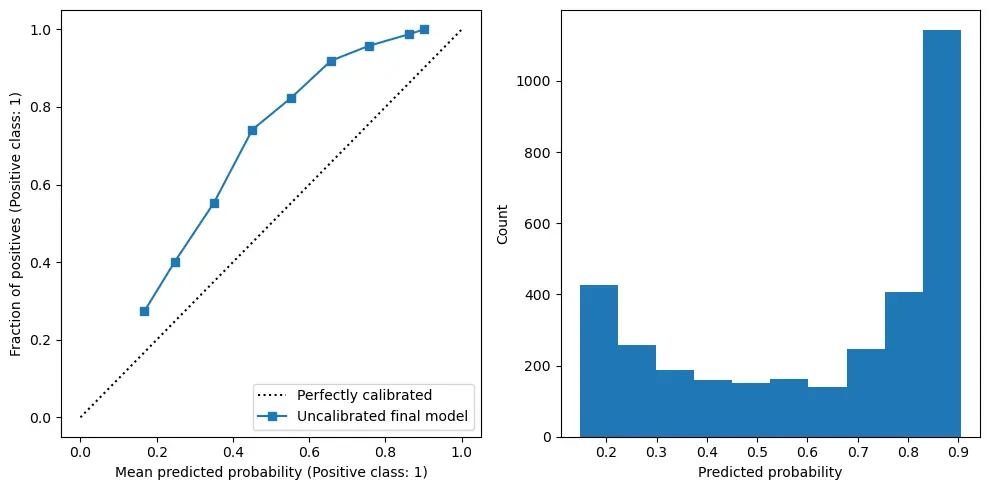 1.0
0.8
0.6
0.4
0.2
0.0
Fraction of positives (Positive class: 1)
Perfectly calibrated
Uncalibrated final model
0.0 0.2 0.4 0.6 0.8 1.0
Mean predicted probability (Positive class: 1)
1000
800
600
400
200
0
Count
0.2 0.3 0.4 0.5 0.6 0.7 0.8 0.9
Predicted probability